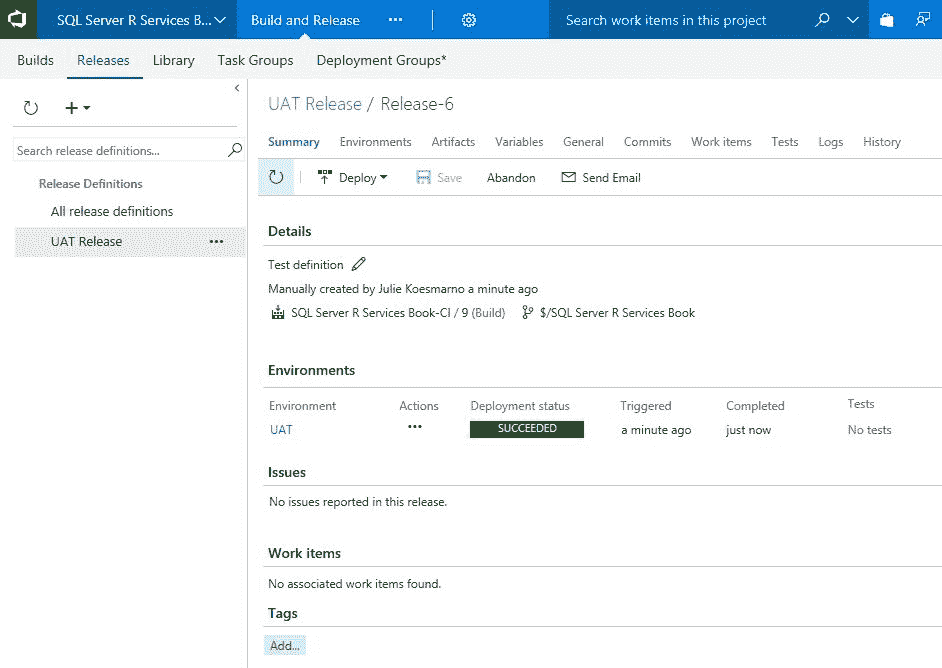 SQL Server R Services B... Build and Release ... Search work items in this project
Builds Releases Library Task Groups Deployment Groups*
UAT Release / Release-6
Search release definitions...
Summary Environments Artifacts Variables General Commits Work items Tests Logs History
Deploy Save Abandon Send Email
Release Definitions
All release definitions
UAT Release ...
Details
Test definition
Manually created by Julie Koesmarno a minute ago
SQL Server R Services Book-CI / 9 (Build) $/SQL Server R Services Book
Environments
Environment Actions Deployment status Triggered Completed Tests
UAT ... SUCCEEDED a minute ago just now No tests
Issues
No issues reported in this release.
Work items
No associated work items found.
Tags
Add...